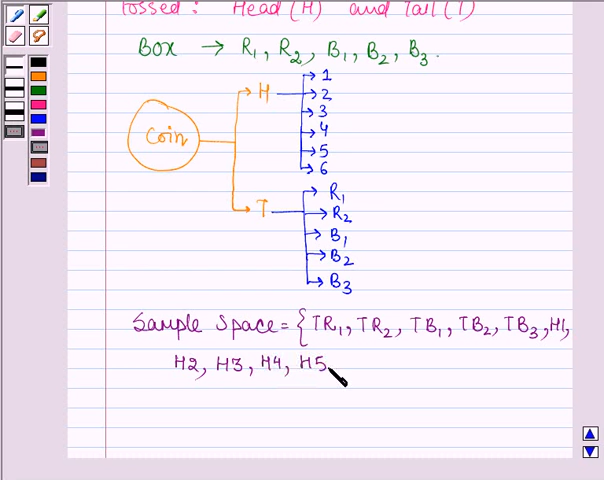 Tossed: Head (H) and Tail (T)
Box → R1, R2, B1, B2, B3.
Coin
H
1
2
3
4
5
6
T
R1
R2
B1
B2
B3
Sample Space = {TR1, TR2, TB1, TB2, TB3, H1,
H2, H3, H4, H5